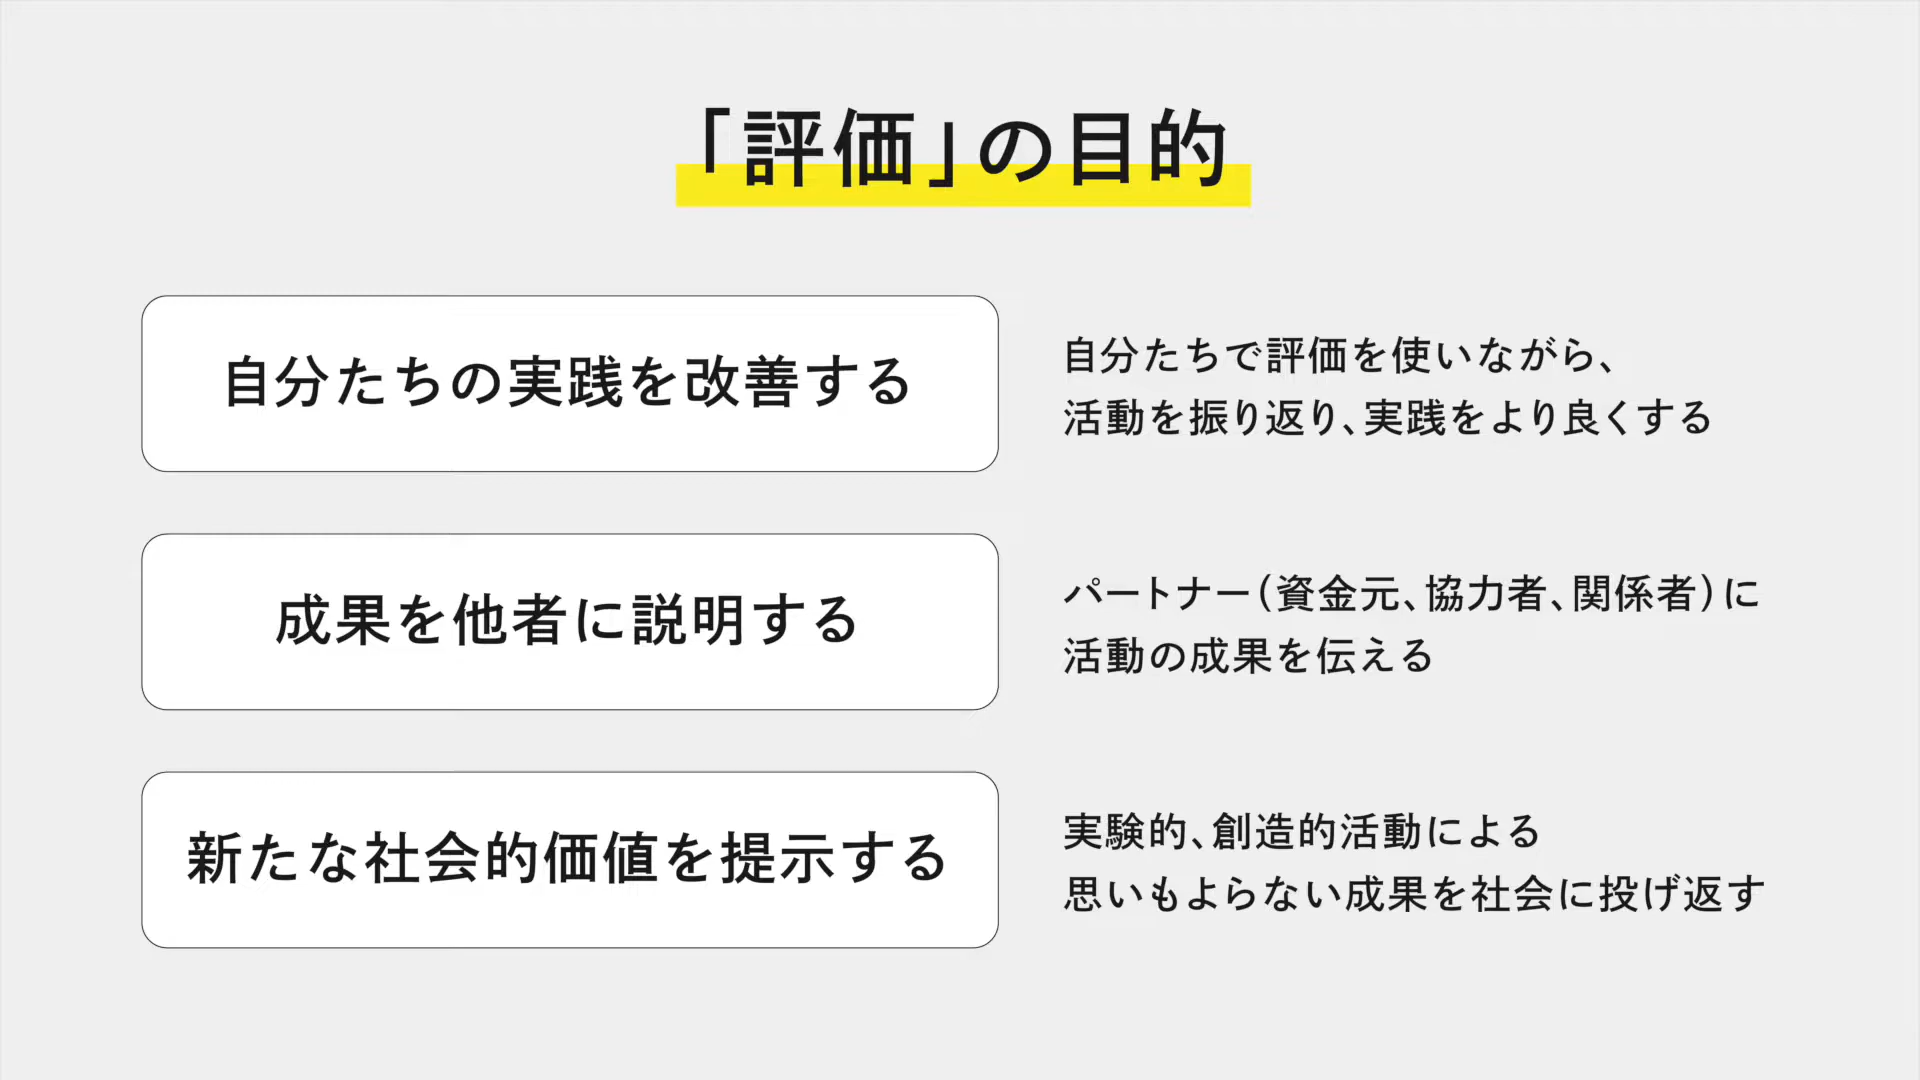 「評価」の目的
自分たちの実践を改善する
自分たちで評価を使いながら、
活動を振り返り、実践をより良くする
成果を他者に説明する
パートナー(資金元、協力者、関係者)に
活動の成果を伝える
新たな社会的価値を提示する
実験的、創造的活動による
思いもよらない成果を社会に投げ返す